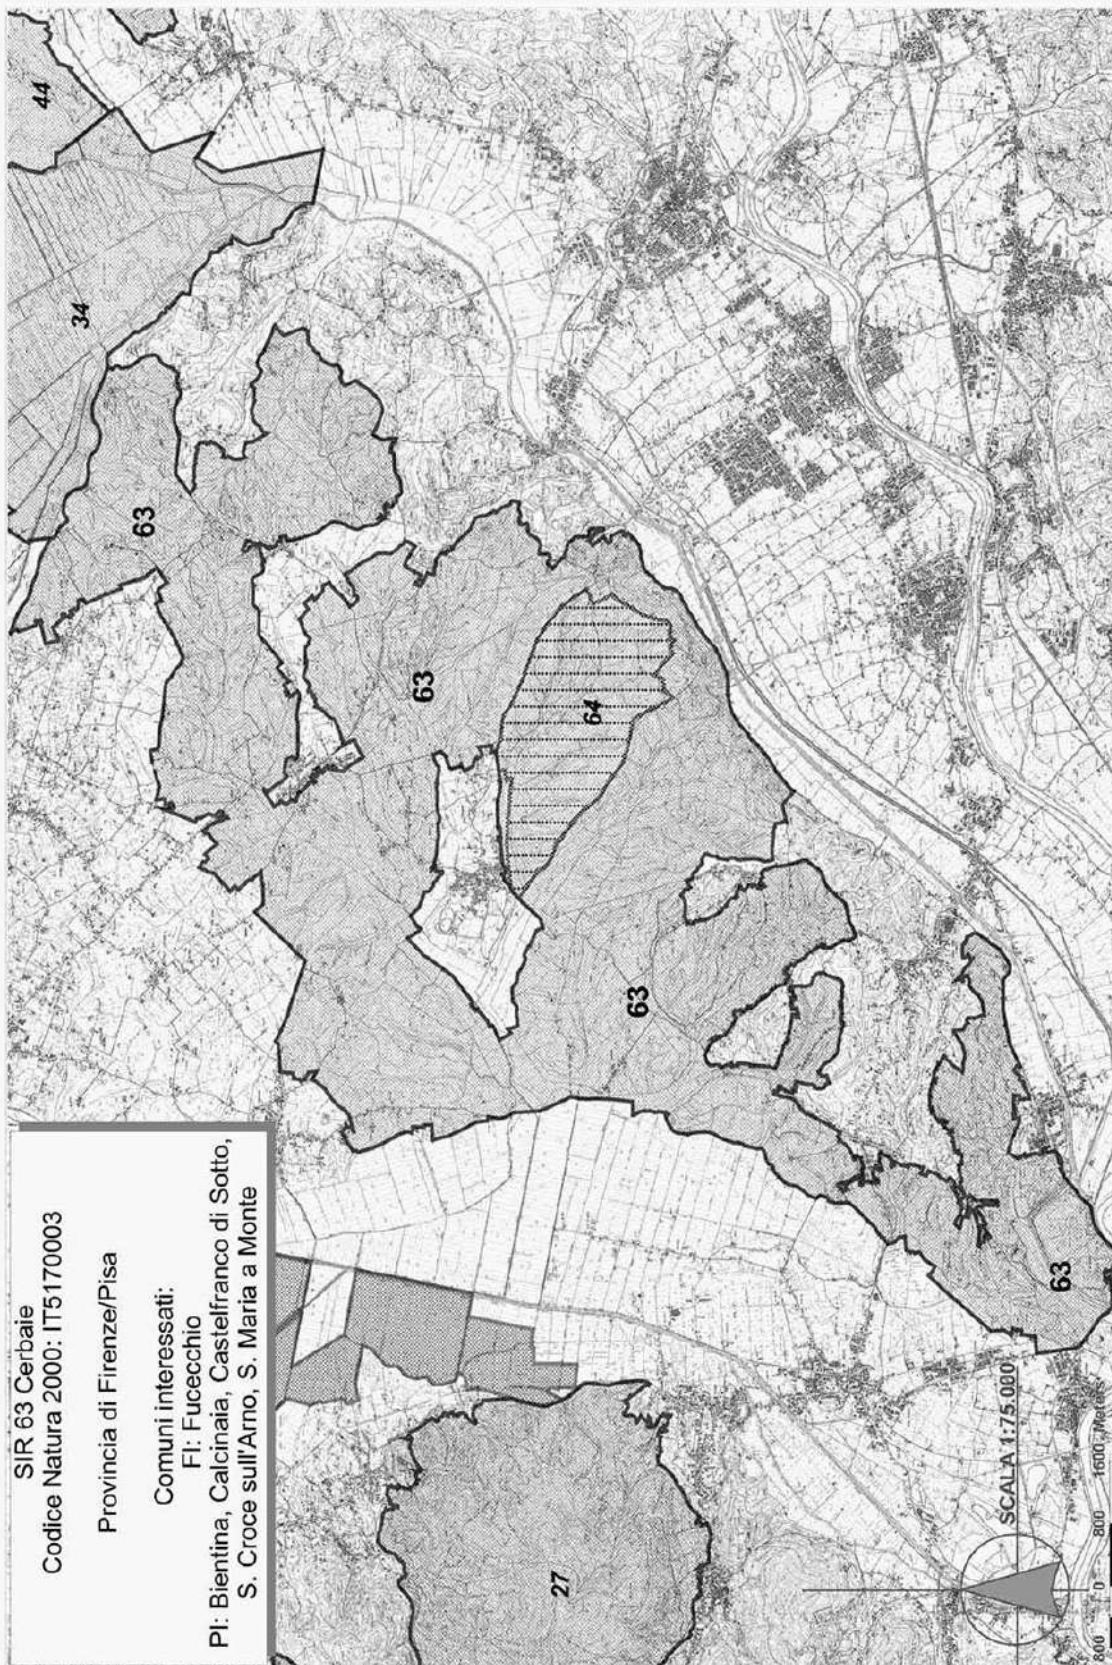 SIR 63 Cerbaie
Codice Natura 2000: IT5170003
Provincia di Firenze/Pisa
Comuni interessati:
FI: Fucecchio
PI: Bientina, Calcinaia, Castelfranco di Sotto,
S. Croce sull'Arno, S. Maria a Monte
44
34
63
63
64
63
63
27
SCALA 1:75000
800 0 800 1600 Meters